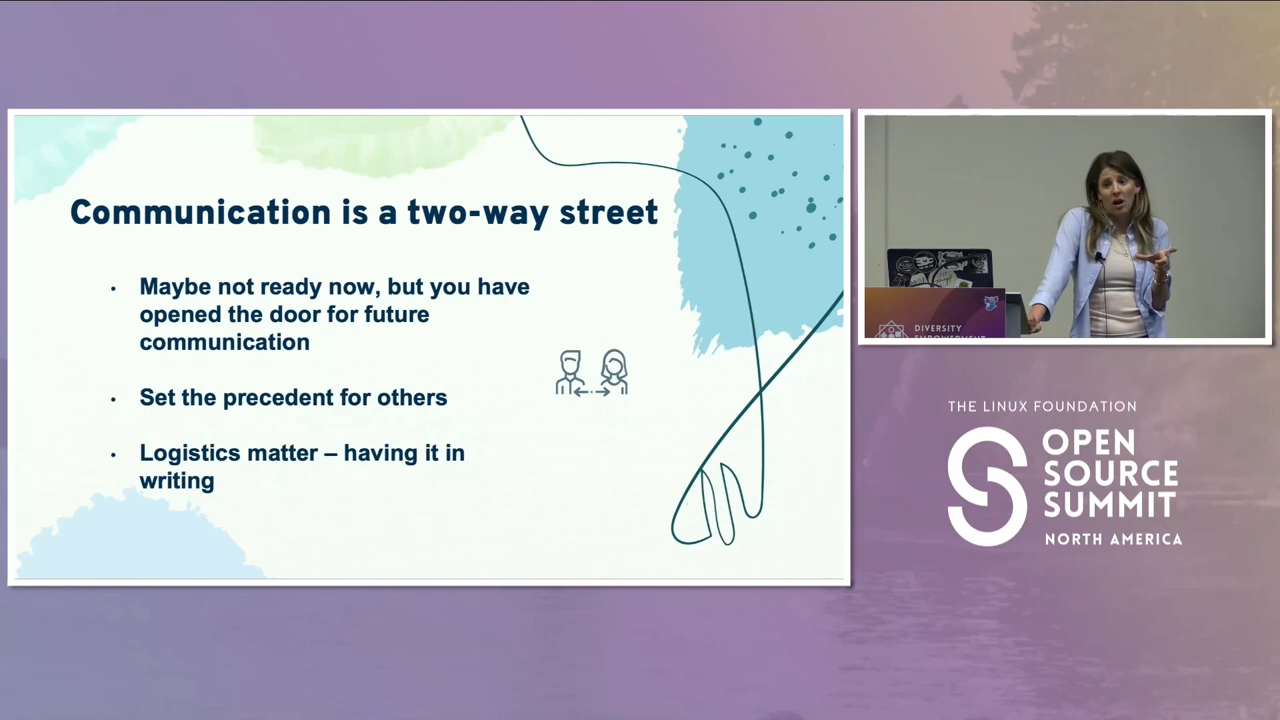 Communication is a two-way street
• Maybe not ready now, but you have
opened the door for future
communication
• Set the precedent for others
• Logistics matter – having it in
writing
DIVERSITY
EMPOWERMENT
THE LINUX FOUNDATION
OPEN
SOURCE
SUMMIT
NORTH AMERICA